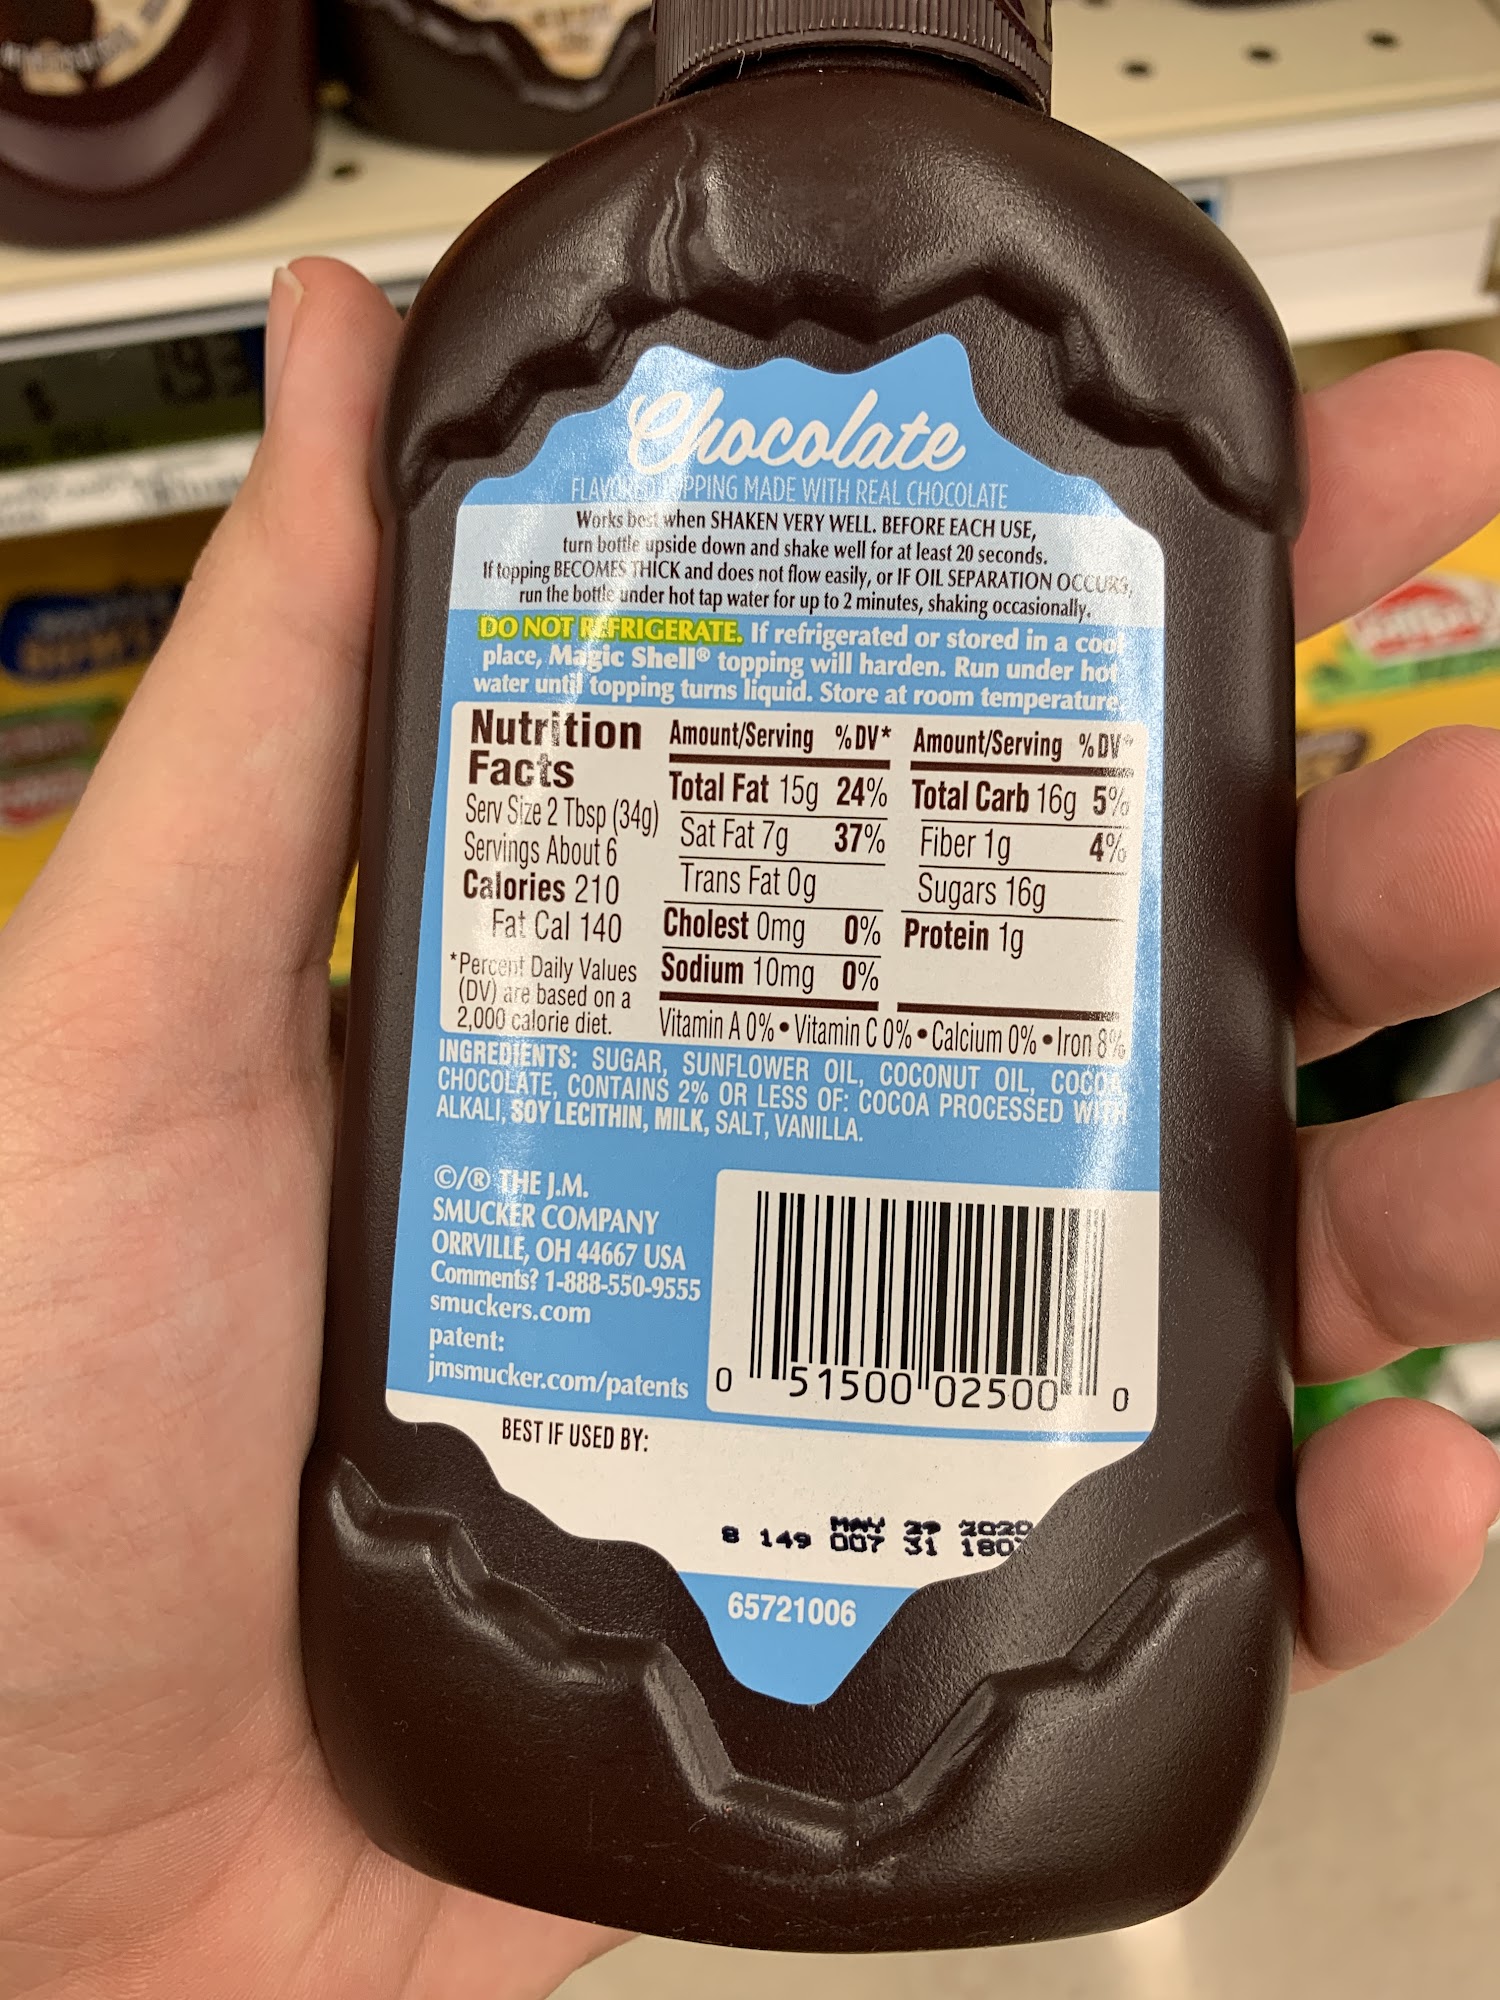 Chocolate
FLAVORED TOPPING MADE WITH REAL CHOCOLATE
Works best when SHAKEN VERY WELL. BEFORE EACH USE,
turn bottle upside down and shake well for at least 20 seconds.
If topping BECOMES THICK and does not flow easily, or IF OIL SEPARATION OCCURS,
run the bottle under hot tap water for up to 2 minutes, shaking occasionally.
DO NOT REFRIGERATE. If refrigerated or stored in a cool
place, Magic Shell® topping will harden. Run under hot
water until topping turns liquid. Store at room temperature.
Nutrition
Facts
Serv Size 2 Tbsp (34g)
Servings About 6
Calories 210
Fat Cal 140
*Percent Daily Values
(DV) are based on a
2,000 calorie diet.
Amount/Serving %DV*
Total Fat 15g 24%
Sat Fat 7g 37%
Trans Fat 0g
Cholest 0mg 0%
Sodium 10mg 0%
Amount/Serving %DV*
Total Carb 16g 5%
Fiber 1g 4%
Sugars 16g
Protein 1g
Vitamin A 0% • Vitamin C 0% • Calcium 0% • Iron 8%
INGREDIENTS: SUGAR, SUNFLOWER OIL, COCONUT OIL, COCOA,
CHOCOLATE, CONTAINS 2% OR LESS OF: COCOA PROCESSED WITH
ALKALI, SOY LECITHIN, MILK, SALT, VANILLA.
©/® THE J.M.
SMUCKER COMPANY
ORRVILLE, OH 44667 USA
Comments? 1-888-550-9555
smuckers.com
patent:
jmsmucker.com/patents
0 51500 02500 0
BEST IF USED BY:
MAY 29 2020
8 149 007 31 180
65721006
$ 193